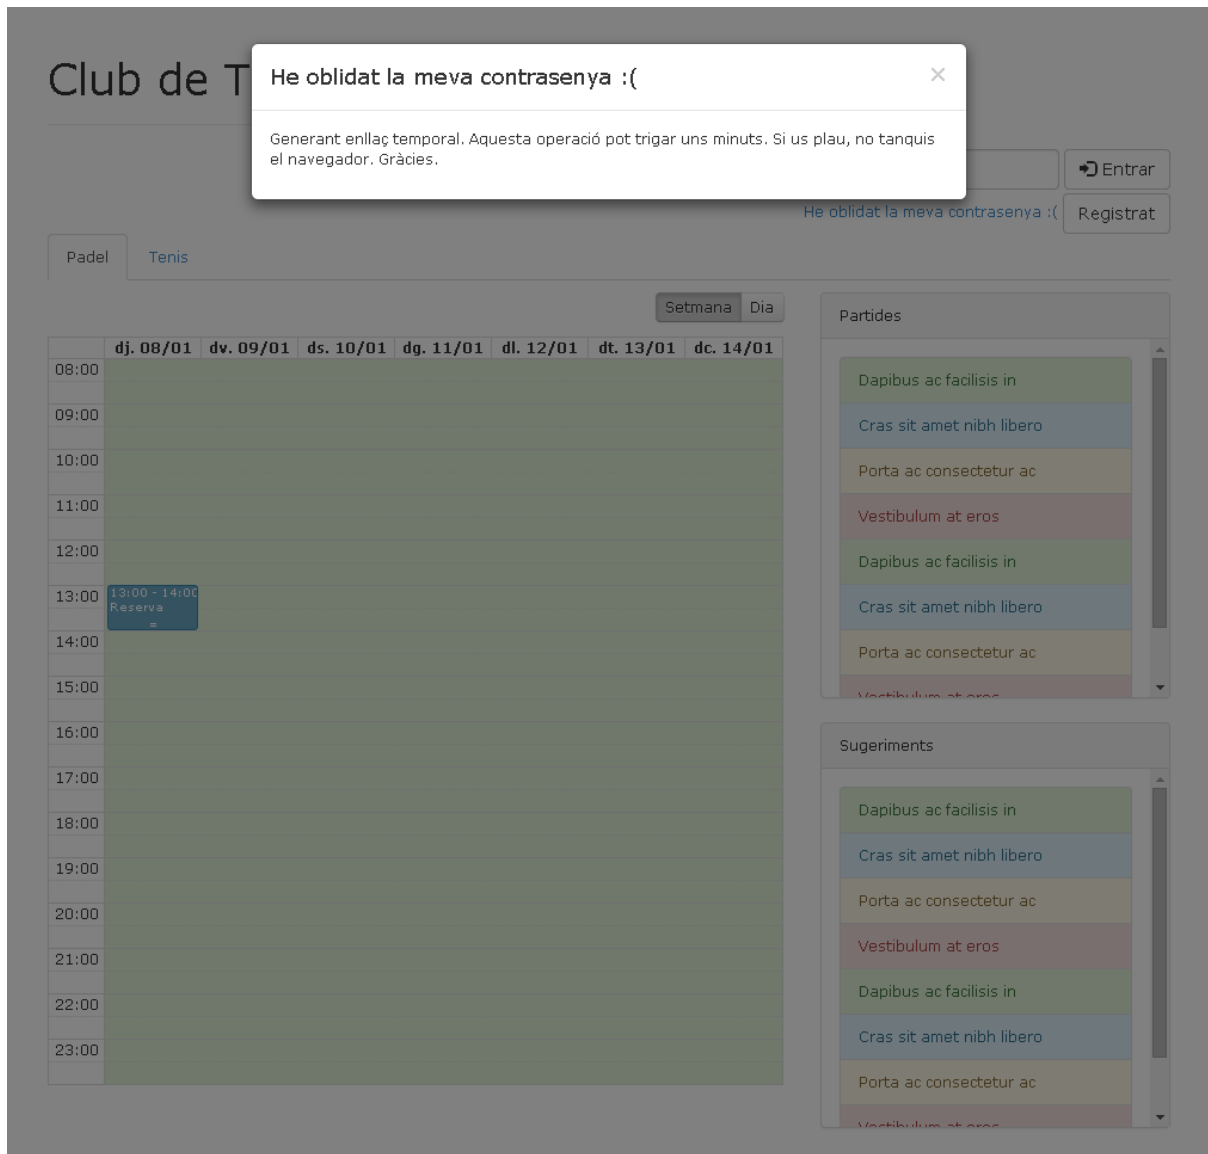 Club de T
He oblidat la meva contrasenya :(
×
Generant enllaç temporal. Aquesta operació pot trigar uns minuts. Si us plau, no tanquis
el navegador. Gràcies.
Entrar
He oblidat la meva contrasenya :(
Registrat
Padel
Tenis
Setmana
Dia
dj. 08/01 dv. 09/01 ds. 10/01 dg. 11/01 dl. 12/01 dt. 13/01 dc. 14/01
08:00
09:00
10:00
11:00
12:00
13:00
13:00 - 14:00
Reserva
=
14:00
15:00
16:00
17:00
18:00
19:00
20:00
21:00
22:00
23:00
Partides
Dapibus ac facilisis in
Cras sit amet nibh libero
Porta ac consectetur ac
Vestibulum at eros
Dapibus ac facilisis in
Cras sit amet nibh libero
Porta ac consectetur ac
Vestibulum at eros
Sugeriments
Dapibus ac facilisis in
Cras sit amet nibh libero
Porta ac consectetur ac
Vestibulum at eros
Dapibus ac facilisis in
Cras sit amet nibh libero
Porta ac consectetur ac
Vestibulum at eros